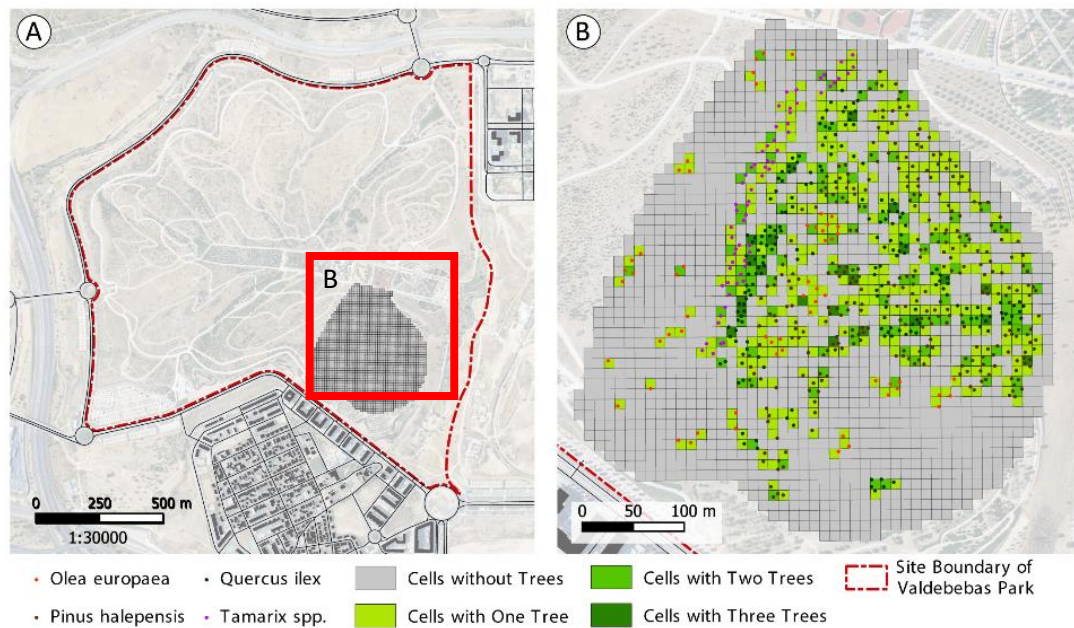 A
B
B
0 250 500 m
1:30000
0 50 100 m
Olea europaea
Quercus ilex
Cells without Trees
Cells with Two Trees
Site Boundary of
Valdebebas Park
Pinus halepensis
Tamarix spp.
Cells with One Tree
Cells with Three Trees